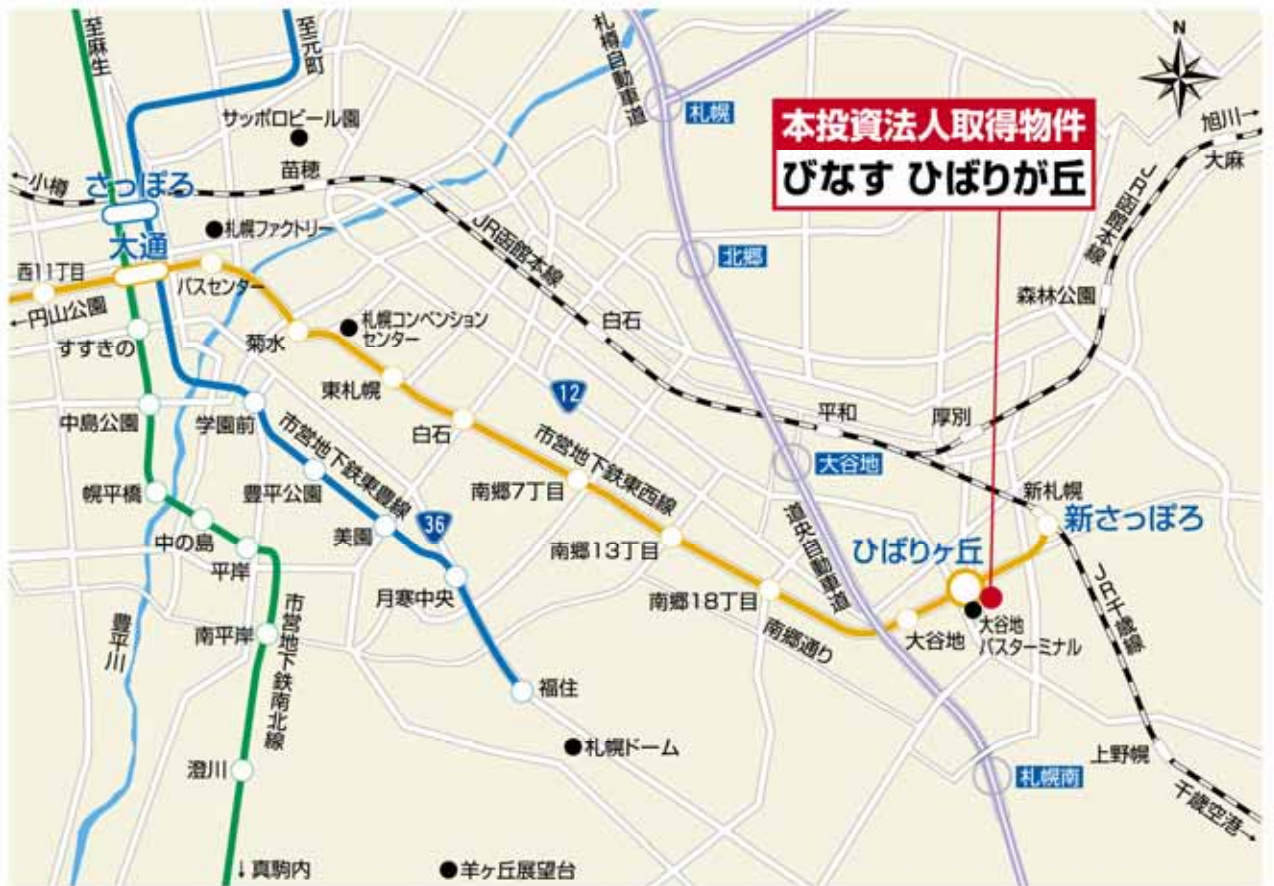 至麻生
至元町
札樽自動車道
N
サッポロビール園
苗穂
札幌
本投資法人取得物件
びなす ひばりが丘
旭川→
大麻
←小樽
さっぽろ
札幌ファクトリー
JR函館本線
JR函館本線
大通
西11丁目
バスセンター
北郷
森林公園
←円山公園
すすきの
菊水
札幌コンベンション
センター
白石
東札幌
12
中島公園
学園前
白石
平和
厚別
市営地下鉄東豊線
市営地下鉄東西線
大谷地
幌平橋
豊平公園
南郷7丁目
新札幌
新さっぽろ
36
中の島
美園
南郷13丁目
道央自動車道
ひばりヶ丘
平岸
月寒中央
南郷18丁目
JR千歳線
豊平川
南平岸
市営地下鉄南北線
南郷通り
大谷地
大谷地
バスターミナル
福住
札幌ドーム
澄川
札幌南
上野幌
千歳空港→
↓真駒内
羊ヶ丘展望台